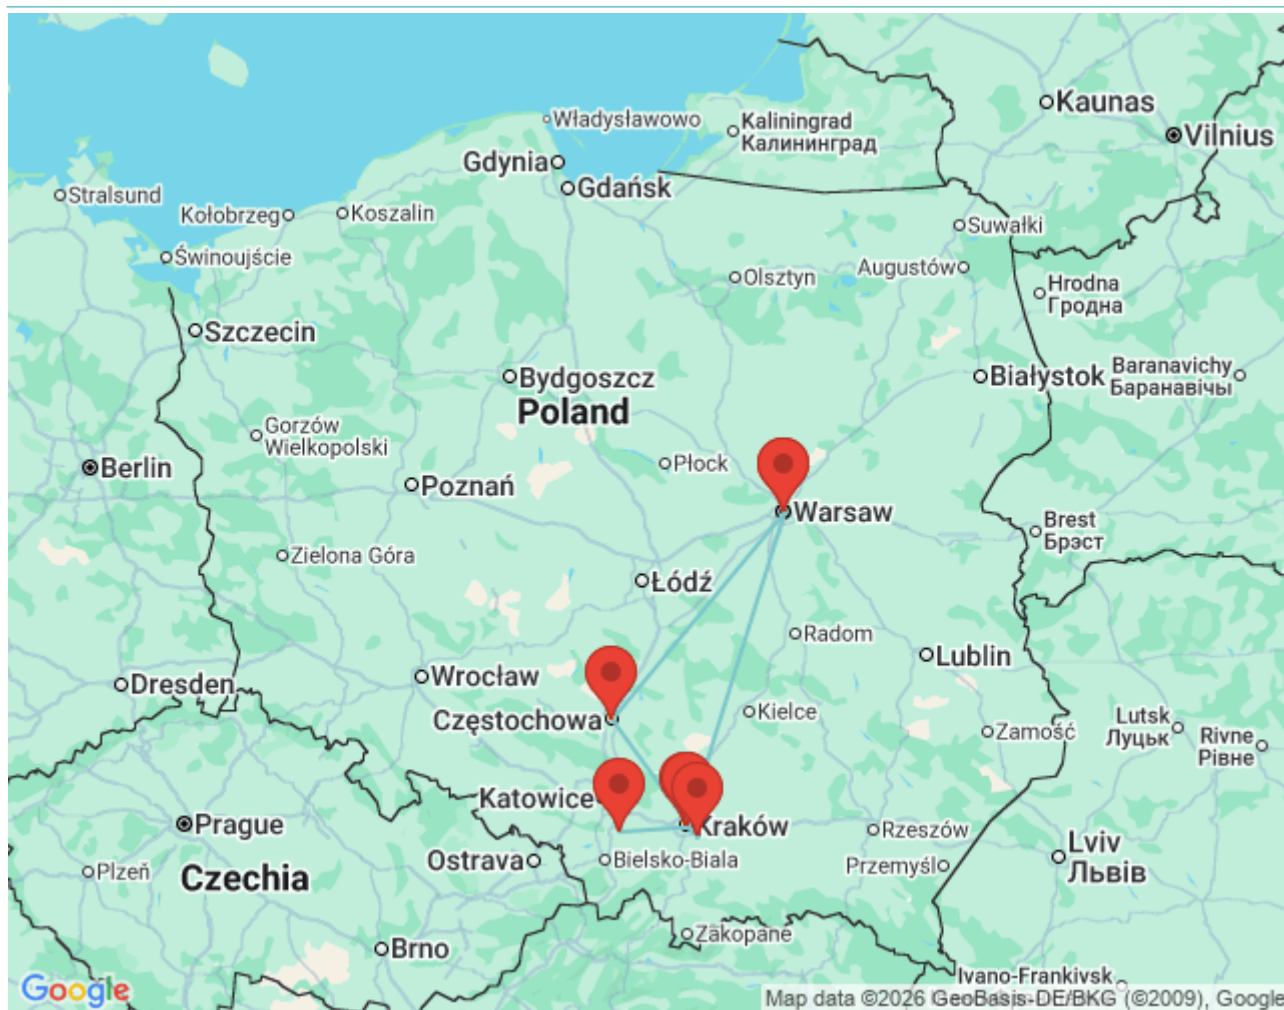 Władysławowo
Kaliningrad
Калининград
Kaunas
Vilnius
Gdynia
Gdańsk
Stralsund
Kołobrzeg
Koszalin
Suwałki
Świnoujście
Olsztyn
Augustów
Hrodna
Гродна
Szczecin
Bydgoszcz
Poland
Białystok
Baranavichy
Баранавічы
Gorzów
Wielkopolski
Berlin
Płock
Poznań
Warsaw
Brest
Брэст
Zielona Góra
Łódź
Radom
Lublin
Wrocław
Dresden
Częstochowa
Kielce
Zamość
Lutsk
Луцьк
Rivne
Рівне
Katowice
Prague
Kraków
Rzeszów
Lviv
Львів
Plzeň
Czechia
Ostrava
Bielsko-Biala
Przemyśl
Zakopane
Brno
Ivano-Frankivsk
Google
Map data ©2026 GeoBasis-DE/BKG (©2009), Google